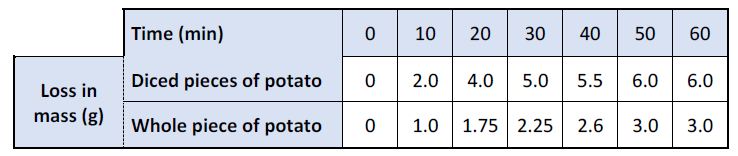 Time (min) 0 10 20 30 40 50 60
Loss in mass (g)
Diced pieces of potato 0 2.0 4.0 5.0 5.5 6.0 6.0
Whole piece of potato 0 1.0 1.75 2.25 2.6 3.0 3.0